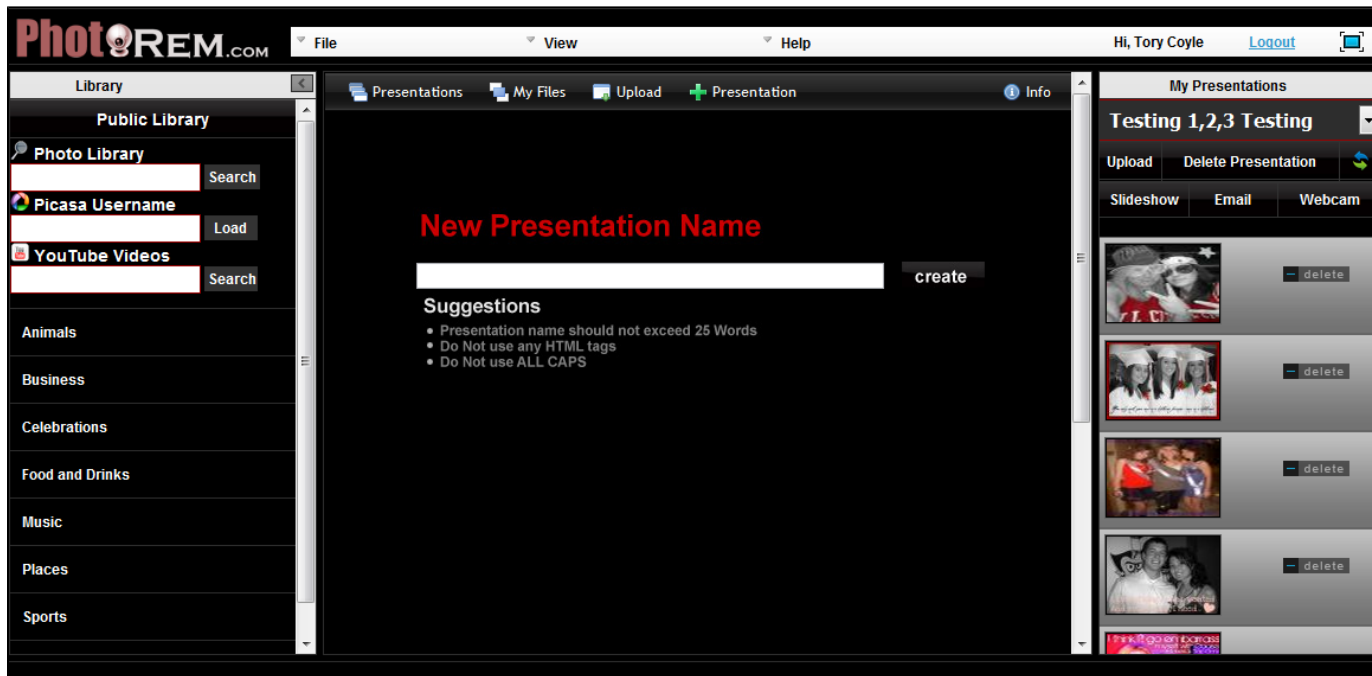 PhotoREM.com
File View Help
Hi, Tory Coyle Logout
Library
Public Library
Photo Library
Search
Picasa Username
Load
YouTube Videos
Search
Animals
Business
Celebrations
Food and Drinks
Music
Places
Sports
Presentations My Files Upload Presentation Info
New Presentation Name
create
Suggestions
Presentation name should not exceed 25 Words
Do Not use any HTML tags
Do Not use ALL CAPS
My Presentations
Testing 1,2,3 Testing
Upload Delete Presentation
Slideshow Email Webcam
delete
delete
delete
delete